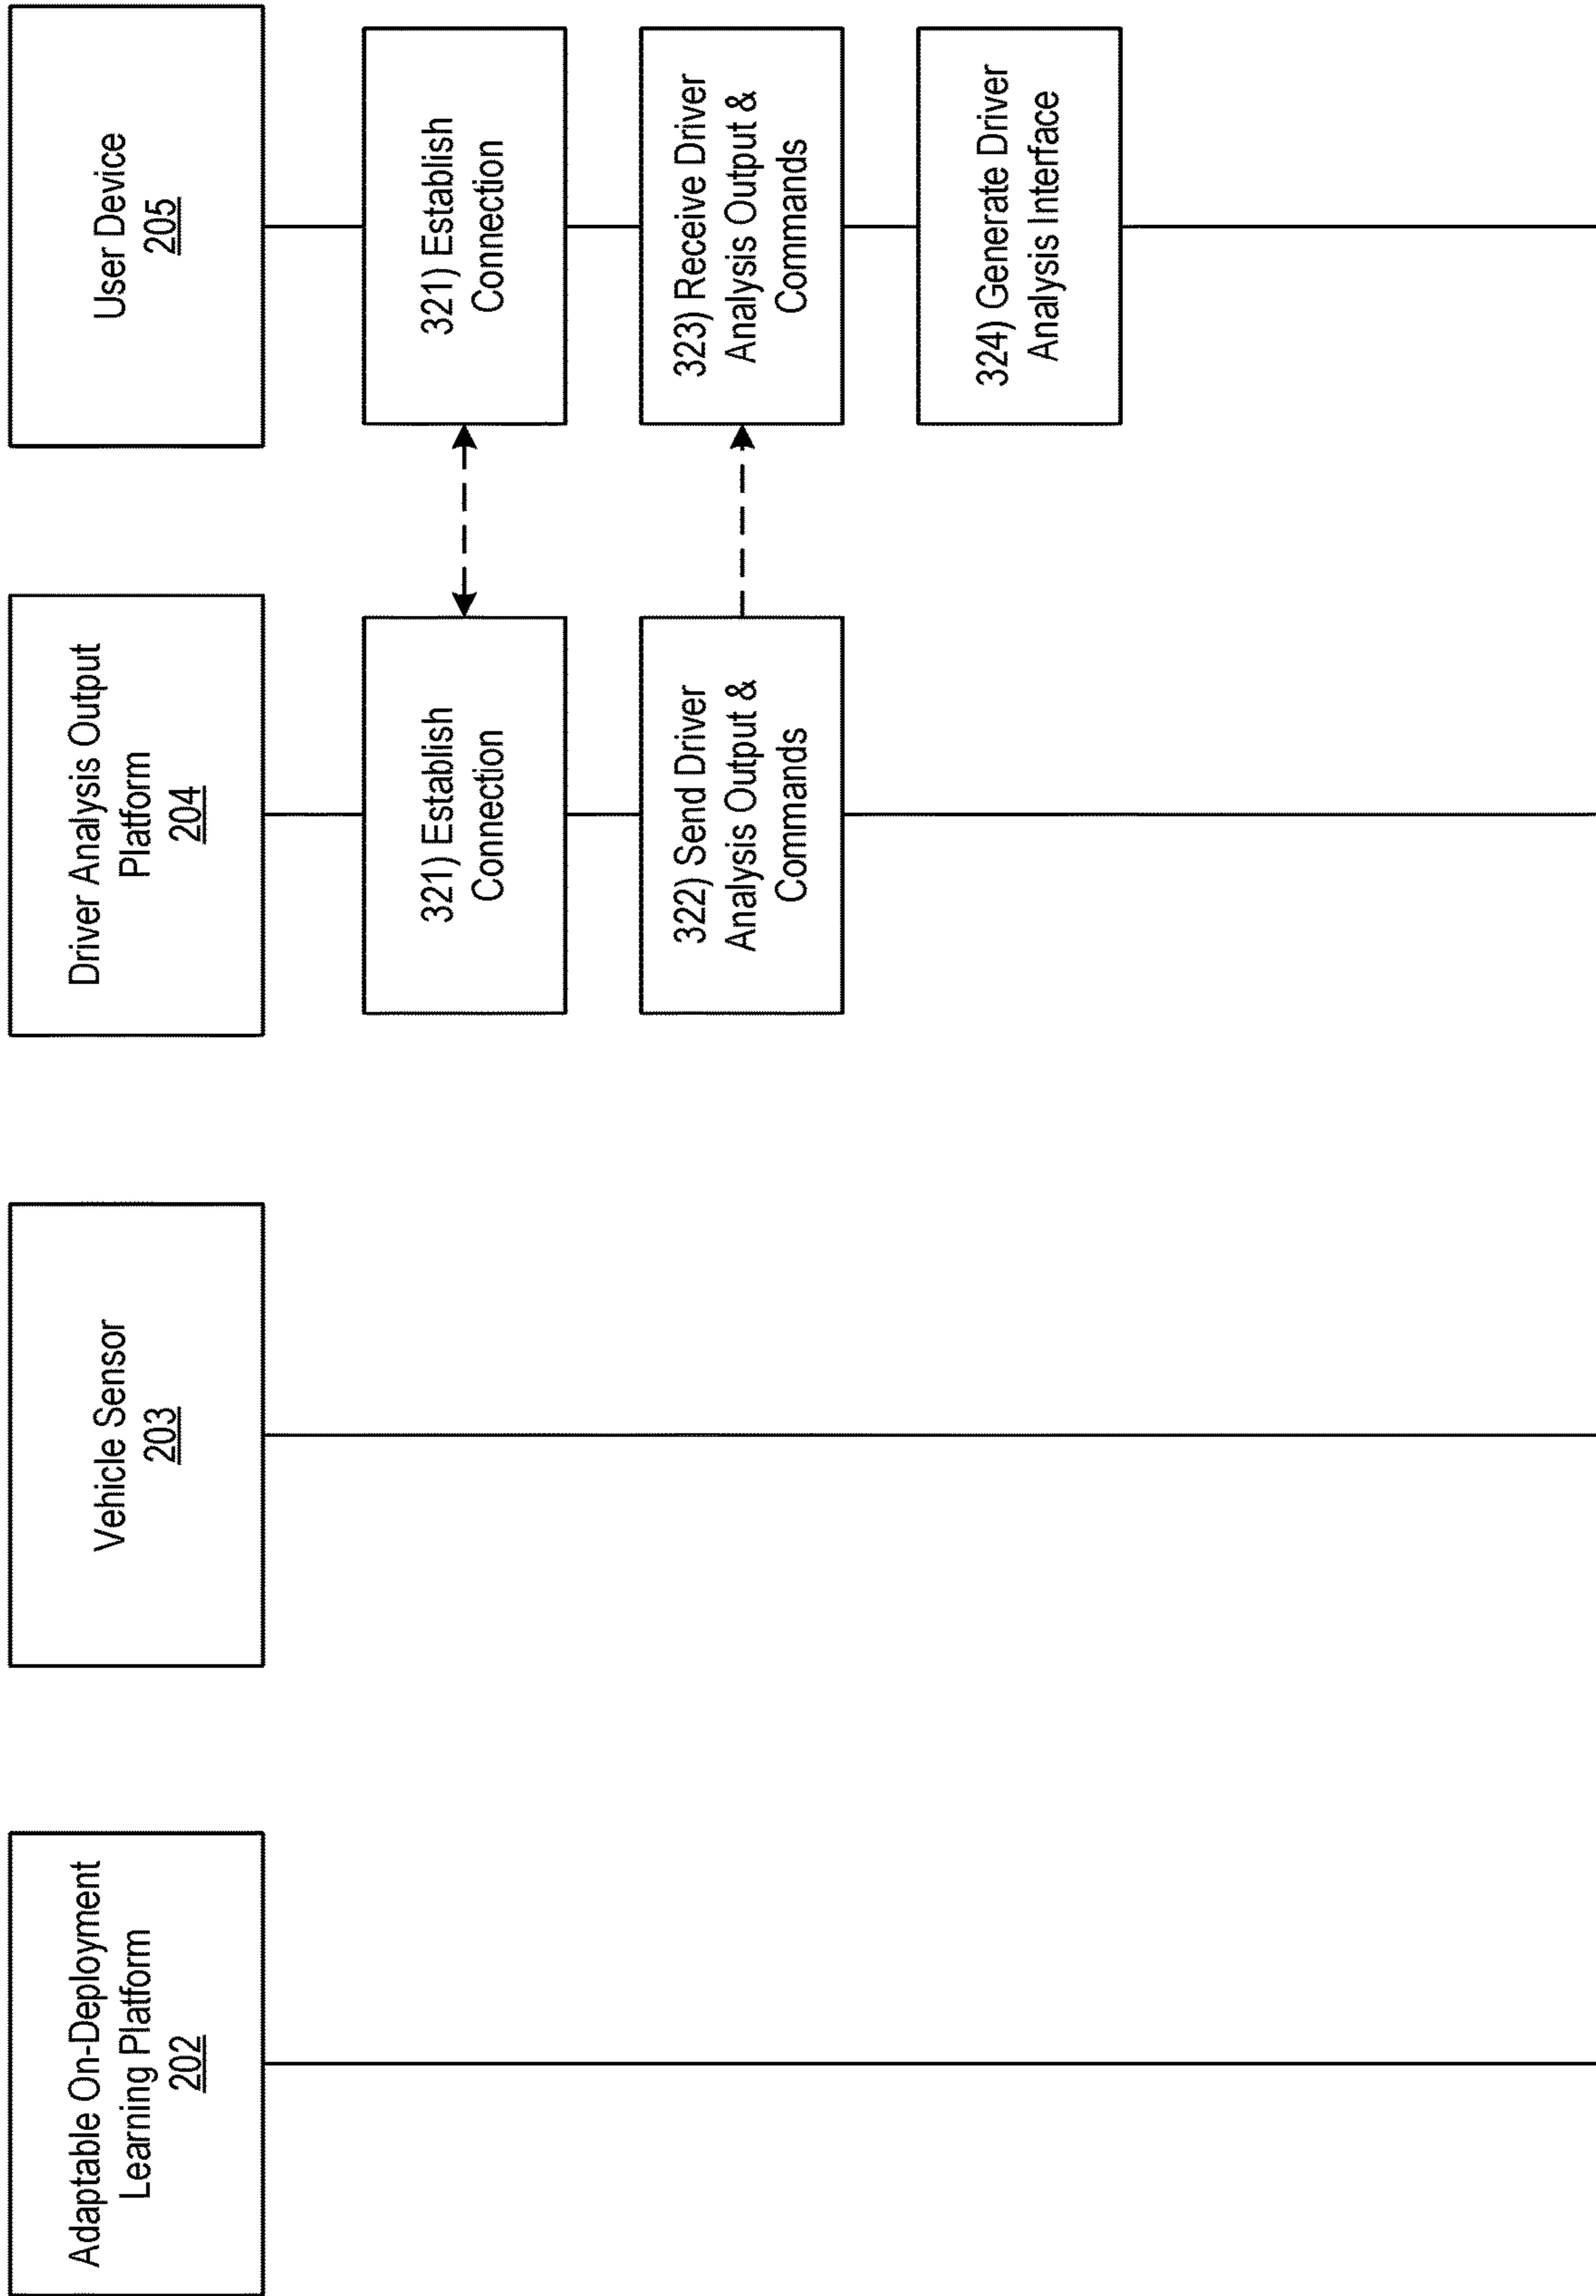 Adaptable On-Deployment
Learning Platform
202
Vehicle Sensor
203
Driver Analysis Output
Platform
204
User Device
205
321) Establish
Connection
321) Establish
Connection
322) Send Driver
Analysis Output &
Commands
323) Receive Driver
Analysis Output &
Commands
324) Generate Driver
Analysis Interface